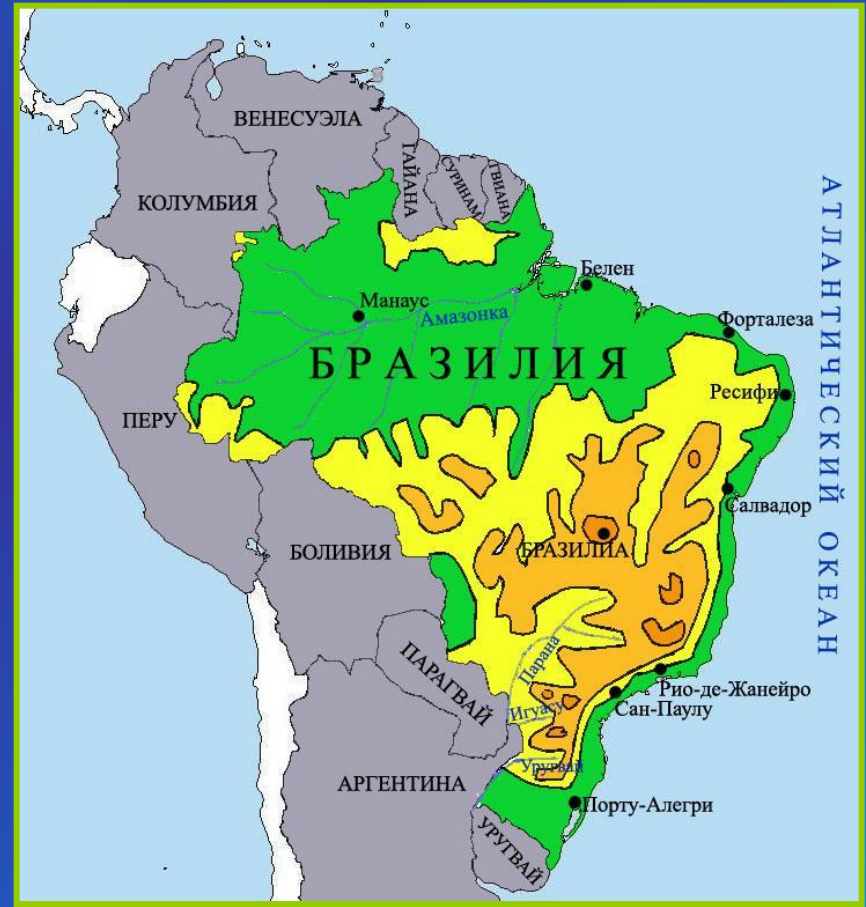 ВЕНЕСУЭЛА
ГАЙАНА
СУРИНАМ
ГВИАНА
КОЛУМБИЯ
Белен
Манаус
Амазонка
Форталеза
БРАЗИЛИЯ
Ресифи
ПЕРУ
Салвадор
БРАЗИЛИА
БОЛИВИЯ
АТЛАНТИЧЕСКИЙ ОКЕАН
Парана
ПАРАГВАЙ
Рио-де-Жанейро
Игуасу
Сан-Паулу
Уругвай
АРГЕНТИНА
Порту-Алегри
УРУГВАЙ